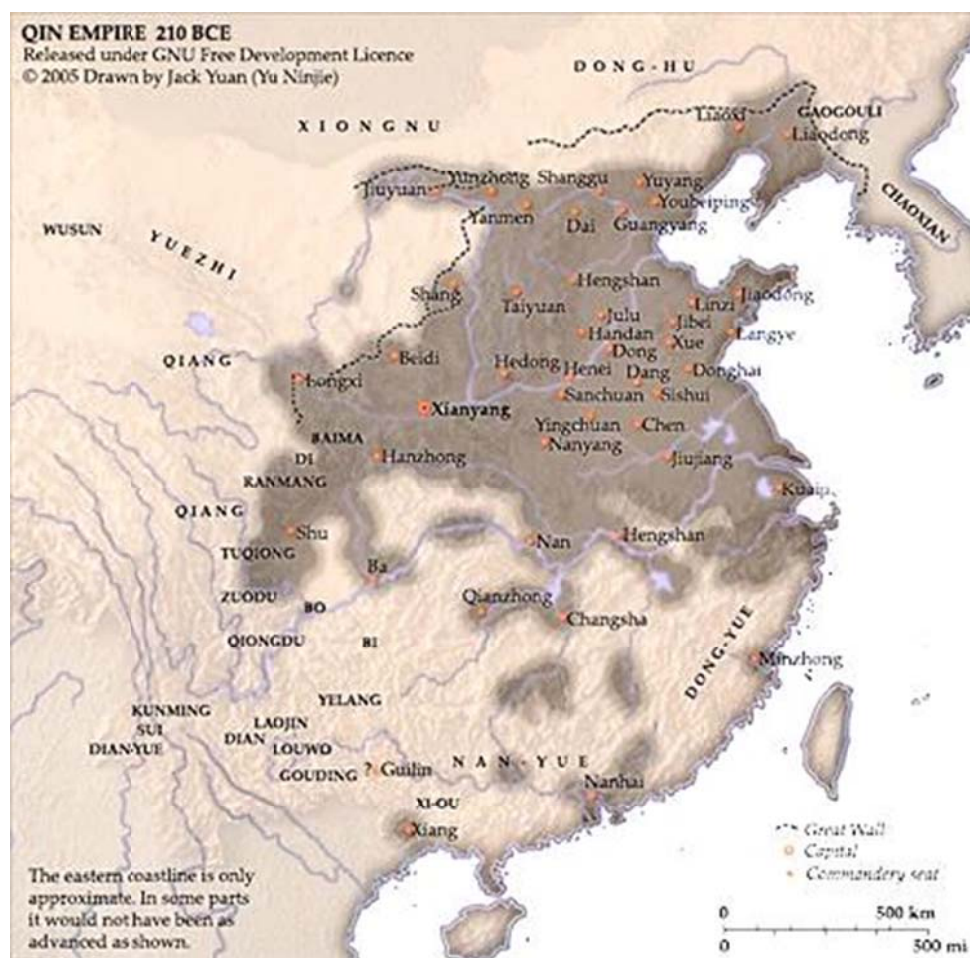 QIN EMPIRE 210 BCE
Released under GNU Free Development Licence
© 2005 Drawn by Jack Yuan (Yu Ninjie)
DONG-HU
XIONGNU
Liaoxi
GAOGOULI
Liaodong
Jiuyuan
Yunzhong
Shanggu
Yuyang
Youbeiping
Yanmen
Dai
Guangyang
CHAOXIAN
WUSUN
YUEZHI
Shang
Taiyuan
Hengshan
Jiaodong
Linzi
Julu
Jibei
Langye
Handan
Xue
Dong
QIANG
Beidi
Hedong
Henei
Dang
Donghai
Longxi
Sanchuan
Sishui
Xianyang
Yingchuan
Chen
BAIMA
Nanyang
DI
Hanzhong
Jiujiang
RANMANG
Kuaiji
QIANG
Shu
Nan
Hengshan
TUQIONG
Ba
ZUODU
BO
Qianzhong
Changsha
QIONGDU
BI
DONG-YUE
Minzhong
YELANG
KUNMING
SUI
LAOJIN
DIAN
DIAN-YUE
LOUWO
NAN-YUE
GOUDING
? Guilin
Nanhai
XI-OU
Xiang
Great Wall
Capital
Commandery seat
The eastern coastline is only
approximate. In some parts
it would not have been as
advanced as shown.
0 500 km
0 500 mi